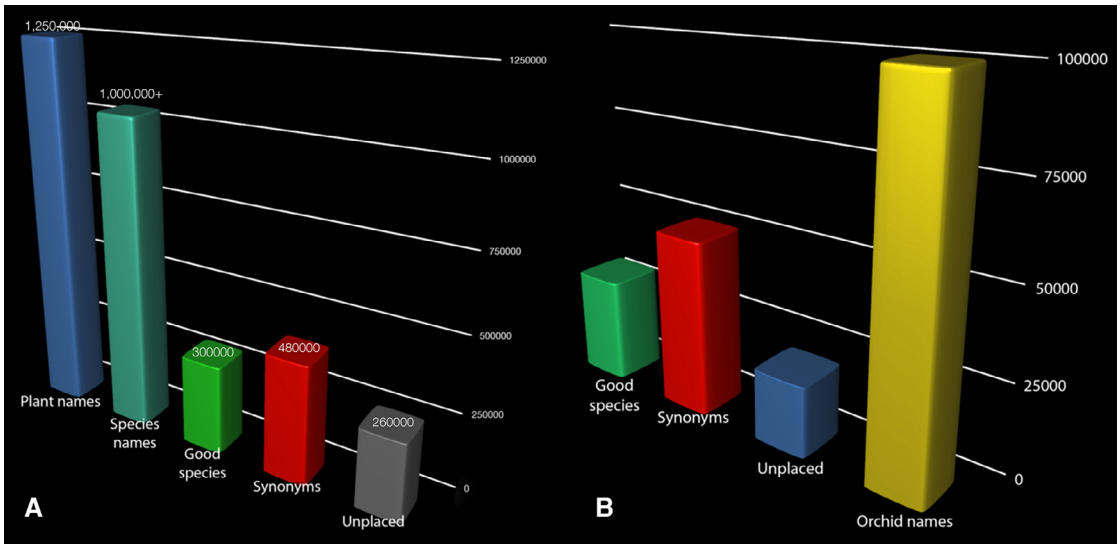 1,250,000
1250000
1,000,000+
1000000
750000
500000
300000
480000
250000
260000
0
Plant names
Species
names
Good
species
Synonyms
Unplaced
A
100000
75000
50000
25000
0
Good
species
Synonyms
Unplaced
Orchid names
B